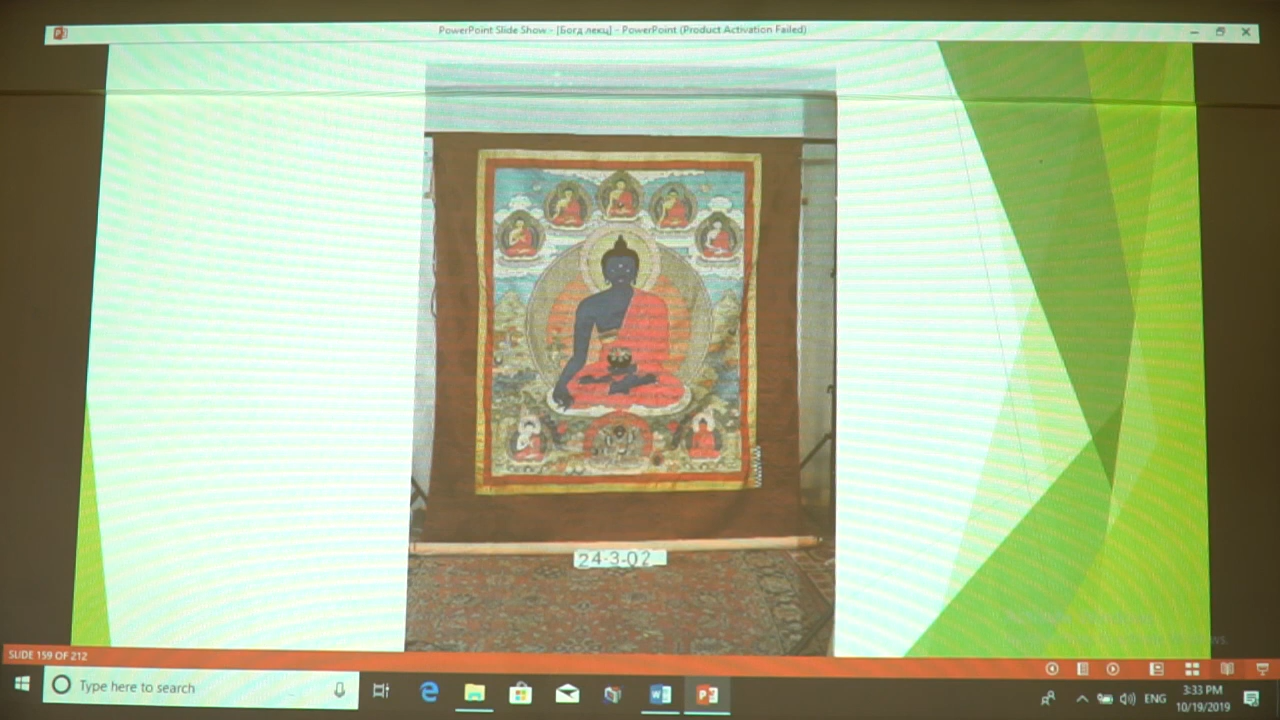 PowerPoint Slide Show - [Богд лекц] - PowerPoint (Product Activation Failed)
24-3-02
SLIDE 159 OF 212
Type here to search
ENG
3:33 PM
10/19/2019